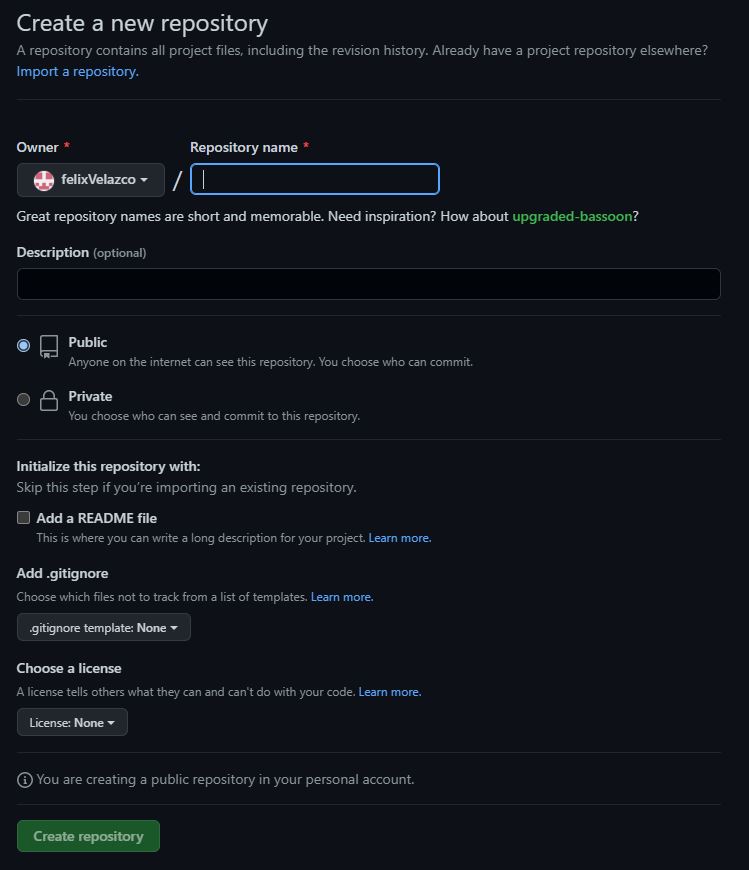 Create a new repository
A repository contains all project files, including the revision history. Already have a project repository elsewhere?
Import a repository.
Owner * Repository name *
felixVelazco /
Great repository names are short and memorable. Need inspiration? How about upgraded-bassoon?
Description (optional)
Public
Anyone on the internet can see this repository. You choose who can commit.
Private
You choose who can see and commit to this repository.
Initialize this repository with:
Skip this step if you're importing an existing repository.
Add a README file
This is where you can write a long description for your project. Learn more.
Add .gitignore
Choose which files not to track from a list of templates. Learn more.
.gitignore template: None
Choose a license
A license tells others what they can and can't do with your code. Learn more.
License: None
You are creating a public repository in your personal account.
Create repository